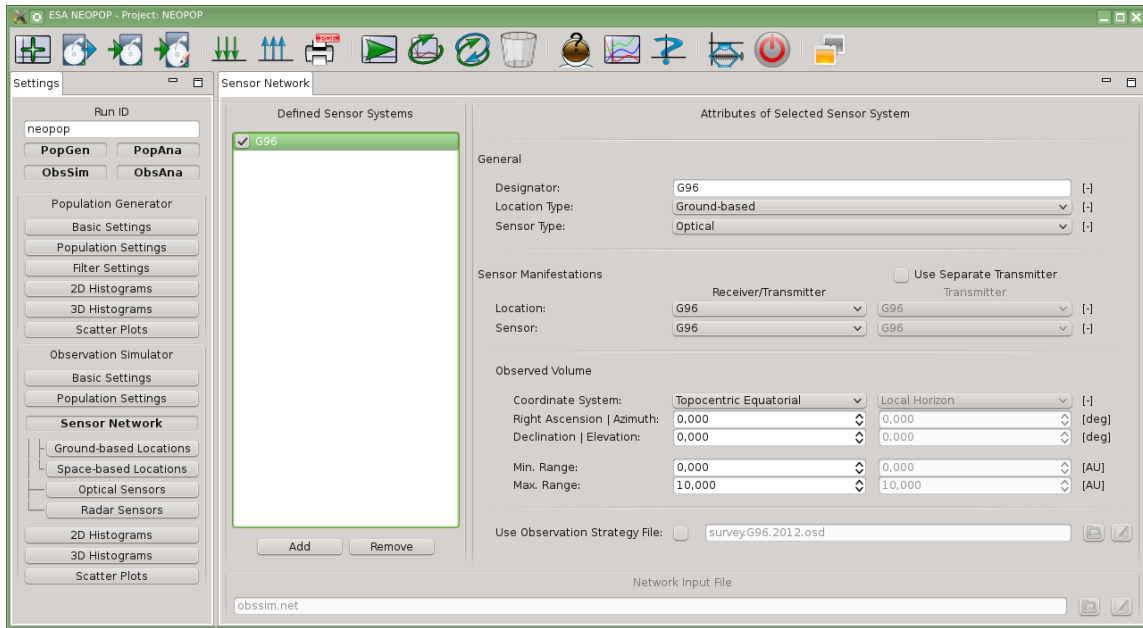 ESA NEOPOP - Project: NEOPOP
PDF
Settings
Sensor Network
Run ID
neopop
PopGen PopAna
ObsSim ObsAna
Population Generator
Basic Settings
Population Settings
Filter Settings
2D Histograms
3D Histograms
Scatter Plots
Observation Simulator
Basic Settings
Population Settings
Sensor Network
Ground-based Locations
Space-based Locations
Optical Sensors
Radar Sensors
2D Histograms
3D Histograms
Scatter Plots
Defined Sensor Systems
G96
Add Remove
Attributes of Selected Sensor System
General
Designator: G96 [-]
Location Type: Ground-based [-]
Sensor Type: Optical [-]
Sensor Manifestations Use Separate Transmitter
Receiver/Transmitter Transmitter
Location: G96 G96 [-]
Sensor: G96 G96 [-]
Observed Volume
Coordinate System: Topocentric Equatorial Local Horizon [-]
Right Ascension | Azimuth: 0,000 0,000 [deg]
Declination | Elevation: 0,000 0,000 [deg]
Min. Range: 0,000 0,000 [AU]
Max. Range: 10,000 10,000 [AU]
Use Observation Strategy File: survey.G96.2012.osd
Network Input File
obssim.net